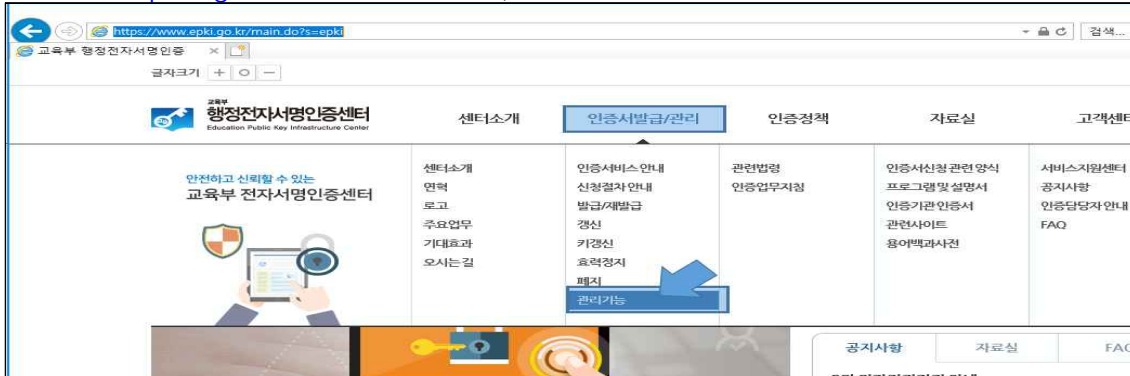 https://www.epki.go.kr/main.do?s=epki
검색...
교육부 행정전자서명인증
글자크기 + ○ −
교육부
행정전자서명인증센터
Education Public Key Infrastructure Center
센터소개 인증서발급/관리 인증정책 자료실 고객센터
안전하고 신뢰할 수 있는
교육부 전자서명인증센터
센터소개
연혁
로고
주요업무
기대효과
오시는길
인증서비스안내
신청절차안내
발급/재발급
갱신
키갱신
효력정지
폐지
관리기능
관련법령
인증업무지침
인증서신청관련양식
프로그램및설명서
인증기관인증서
관련사이트
용어백과사전
서비스지원센터
공지사항
인증담당자안내
FAQ
공지사항 자료실 FAQ